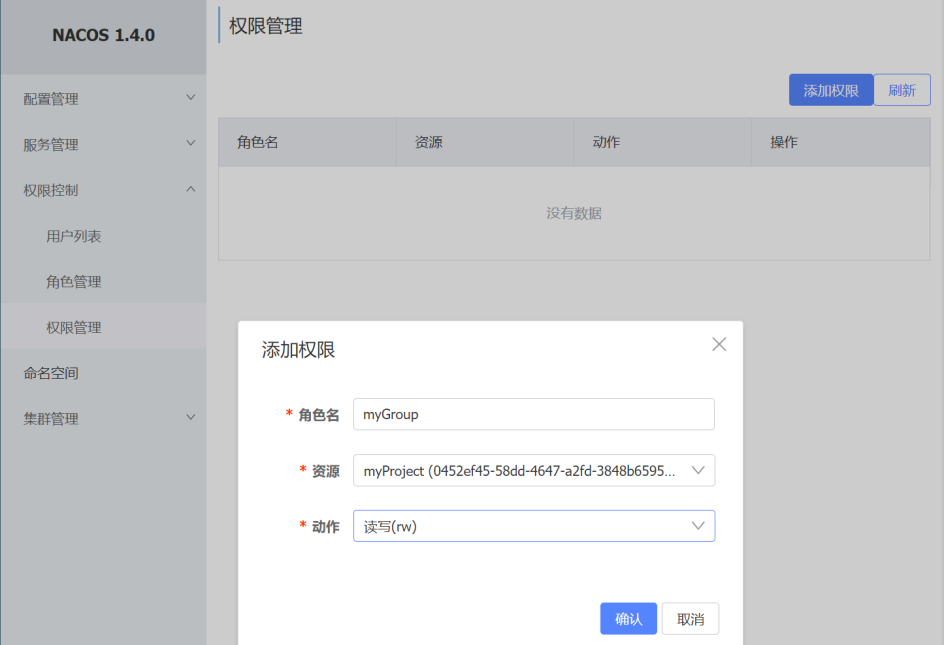 NACOS 1.4.0
配置管理
服务管理
权限控制
用户列表
角色管理
权限管理
命名空间
集群管理
权限管理
添加权限 刷新
角色名 资源 动作 操作
没有数据
添加权限
* 角色名 myGroup
* 资源 myProject (0452ef45-58dd-4647-a2fd-3848b6595...
* 动作 读写(rw)
确认 取消